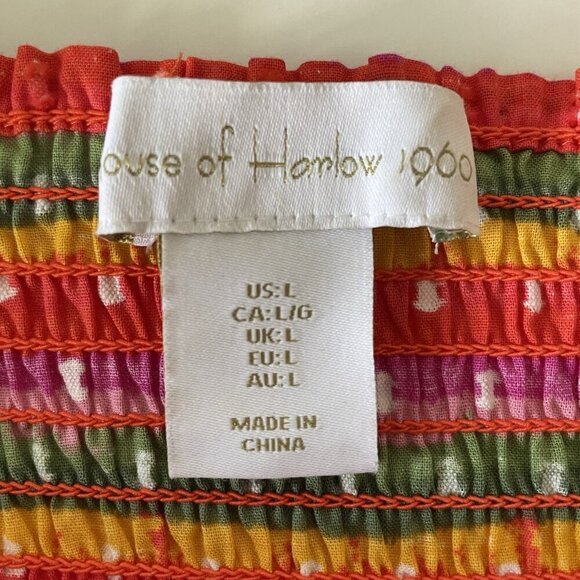 ouse of Harlow 1960
US: L
CA: L/G
UK: L
EU: L
AU: L
MADE IN
CHINA